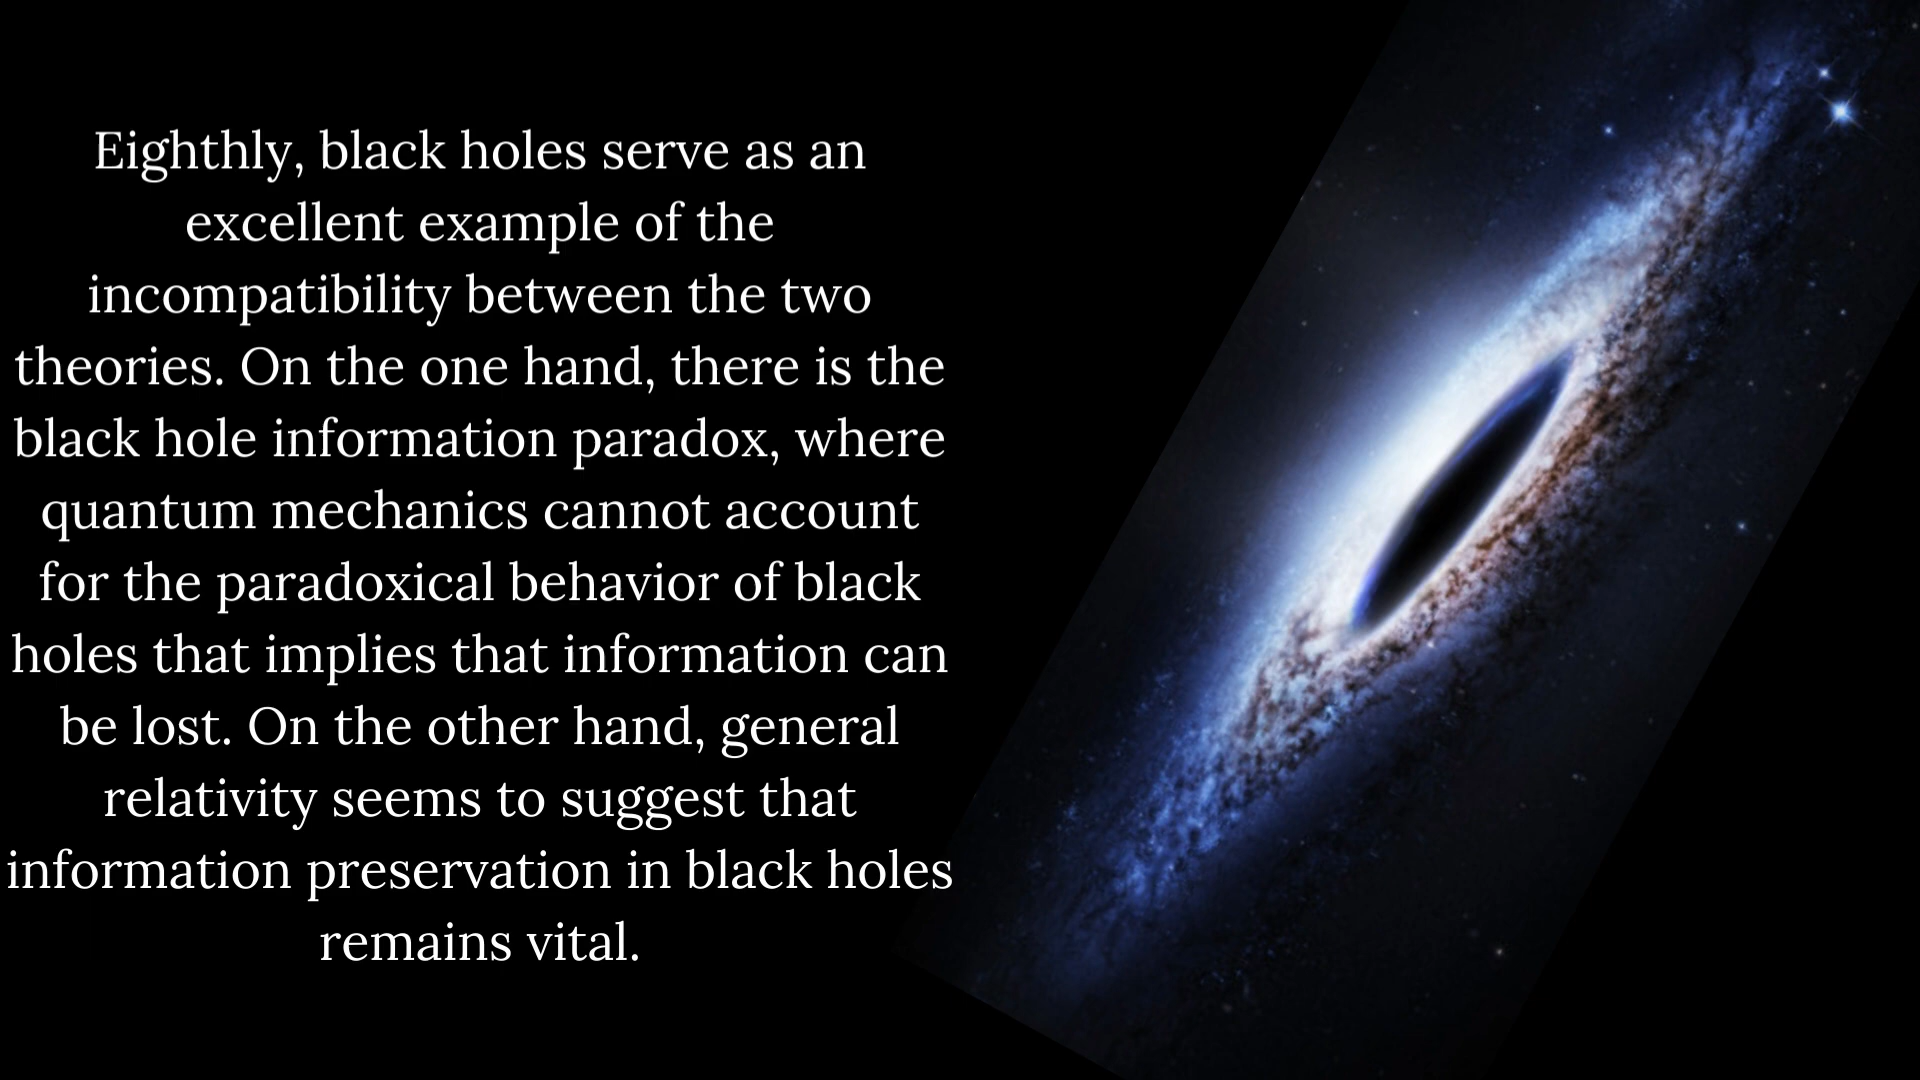 Eighthly, black holes serve as an
excellent example of the
incompatibility between the two
theories. On the one hand, there is the
black hole information paradox, where
quantum mechanics cannot account
for the paradoxical behavior of black
holes that implies that information can
be lost. On the other hand, general
relativity seems to suggest that
information preservation in black holes
remains vital.